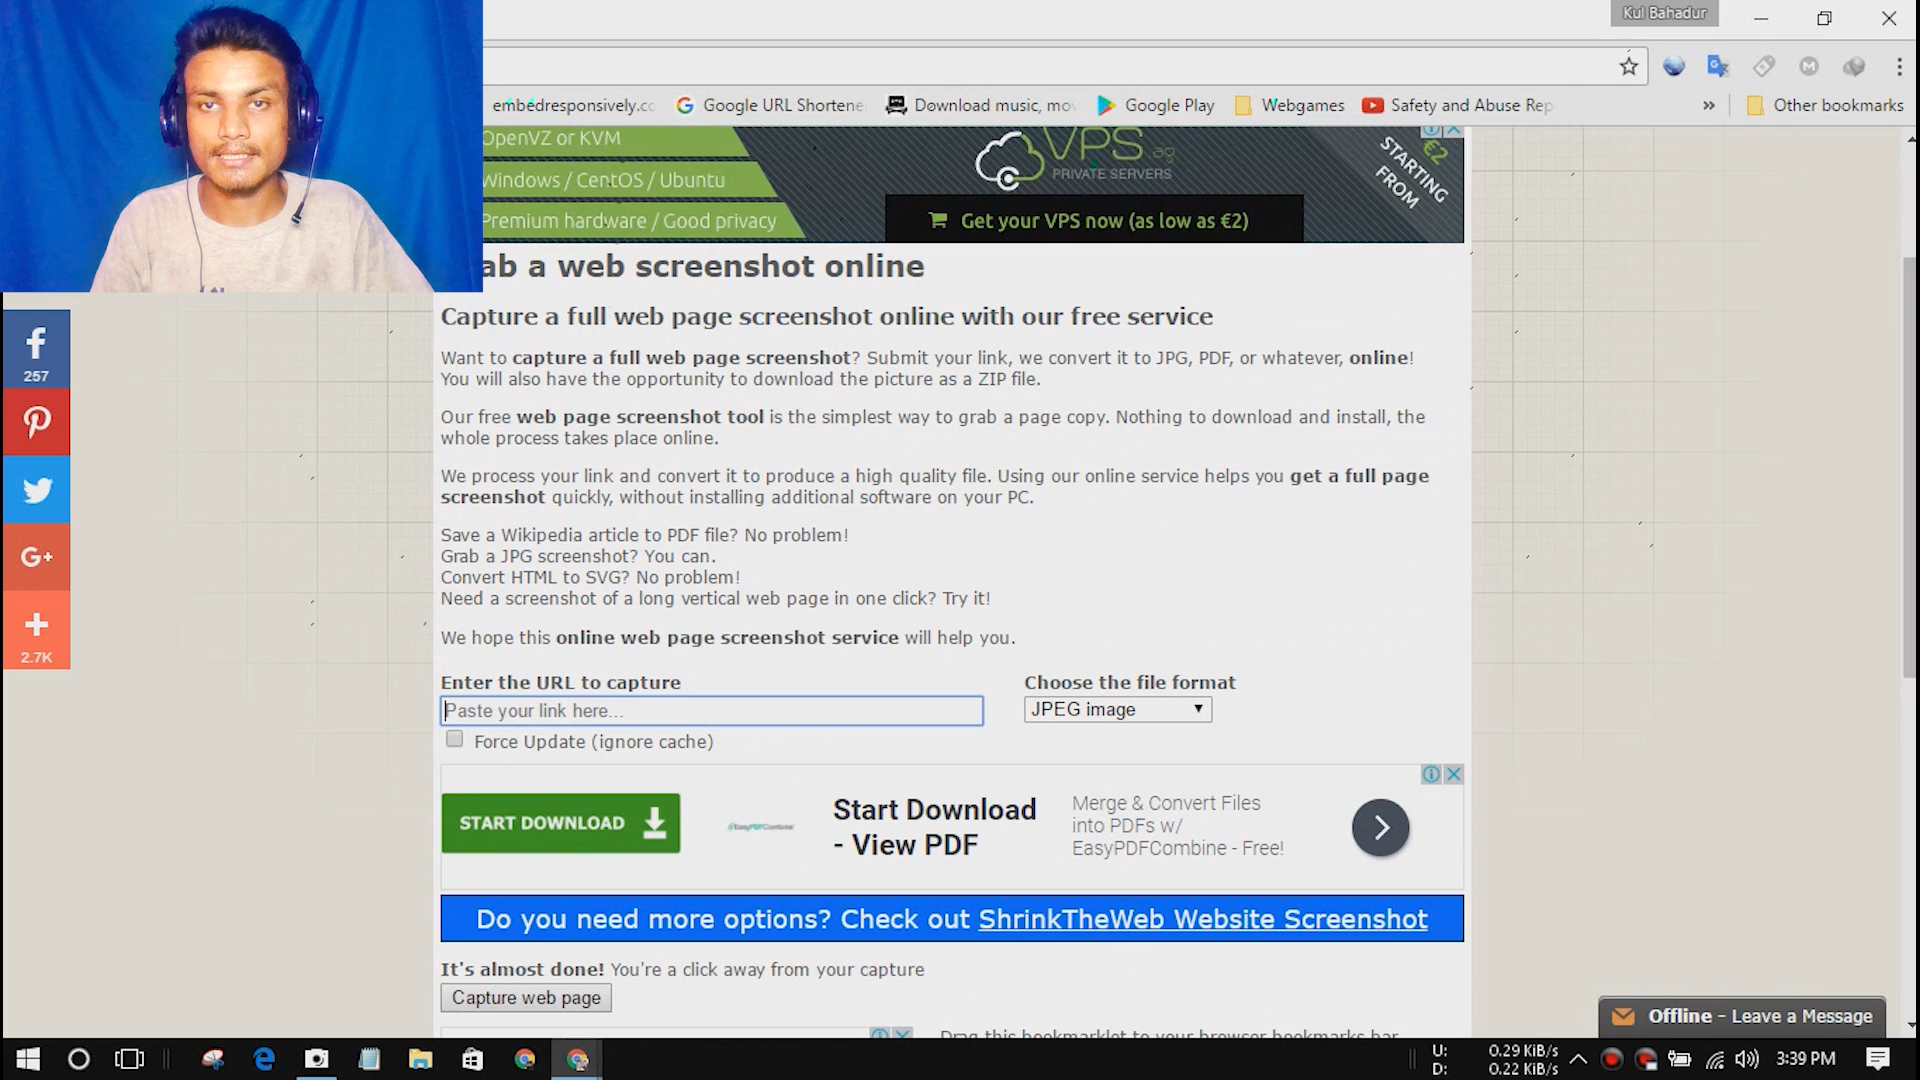 Kul Bahadur
embedresponsively.co
Google URL Shortene
Download music, mov
Google Play
Webgames
Safety and Abuse Rep
»
Other bookmarks
OpenVZ or KVM
Windows / CentOS / Ubuntu
Premium hardware / Good privacy
VPS.ag
PRIVATE SERVERS
Get your VPS now (as low as €2)
STARTING
FROM
€2
ab a web screenshot online
Capture a full web page screenshot online with our free service
Want to capture a full web page screenshot? Submit your link, we convert it to JPG, PDF, or whatever, online!
You will also have the opportunity to download the picture as a ZIP file.
Our free web page screenshot tool is the simplest way to grab a page copy. Nothing to download and install, the
whole process takes place online.
We process your link and convert it to produce a high quality file. Using our online service helps you get a full page
screenshot quickly, without installing additional software on your PC.
Save a Wikipedia article to PDF file? No problem!
Grab a JPG screenshot? You can.
Convert HTML to SVG? No problem!
Need a screenshot of a long vertical web page in one click? Try it!
We hope this online web page screenshot service will help you.
257
G+
2.7K
Enter the URL to capture
Paste your link here...
Force Update (ignore cache)
Choose the file format
JPEG image
START DOWNLOAD
EasyPDFCombine
Start Download
- View PDF
Merge & Convert Files
into PDFs w/
EasyPDFCombine - Free!
Do you need more options? Check out ShrinkTheWeb Website Screenshot
It's almost done! You're a click away from your capture
Capture web page
Drag this bookmarklet to your browser bookmarks bar
Offline - Leave a Message
U: 0.29 KiB/s
D: 0.22 KiB/s
3:39 PM